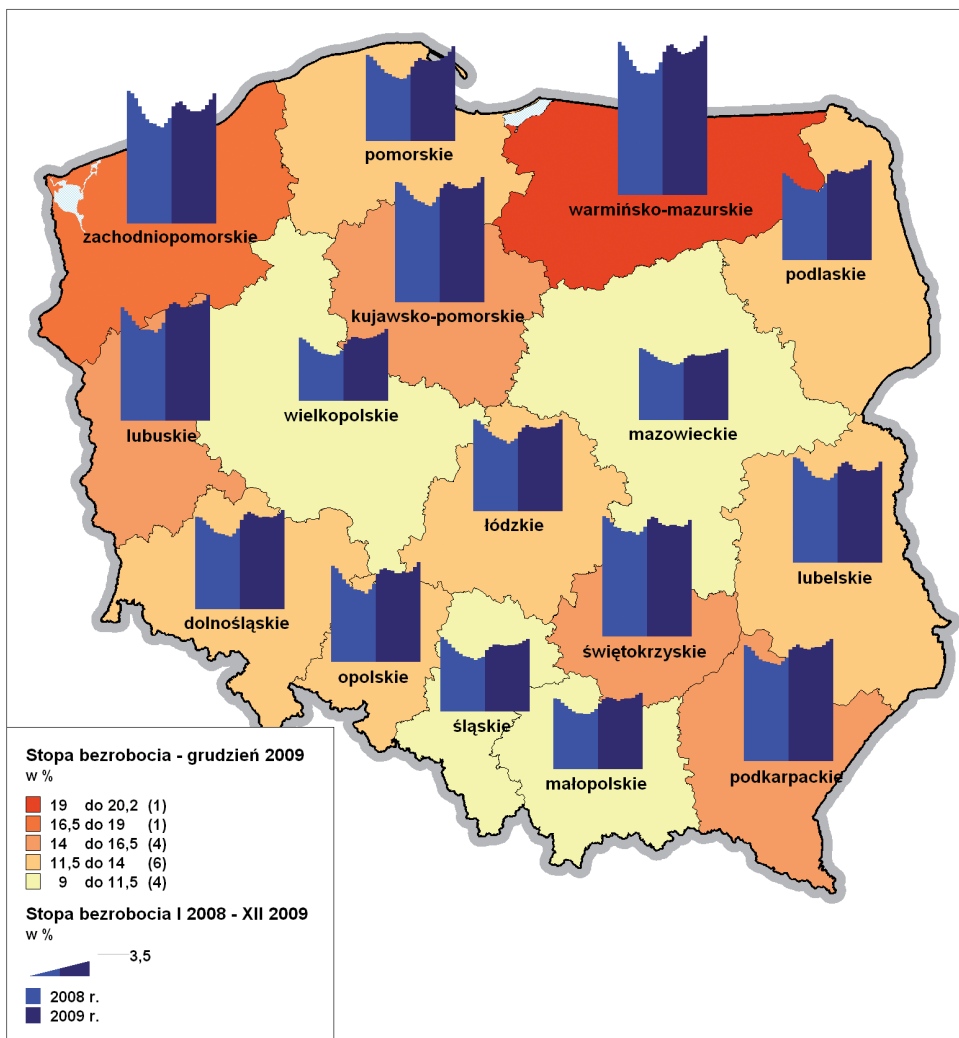 pomorskie
warmińsko-mazurskie
zachodniopomorskie
podlaskie
kujawsko-pomorskie
wielkopolskie
lubuskie
mazowieckie
łódzkie
lubelskie
dolnośląskie
świętokrzyskie
opolskie
śląskie
małopolskie
podkarpackie
Stopa bezrobocia - grudzień 2009
w %
19 do 20,2 (1)
16,5 do 19 (1)
14 do 16,5 (4)
11,5 do 14 (6)
9 do 11,5 (4)
Stopa bezrobocia I 2008 - XII 2009
w %
3,5
2008 r.
2009 r.